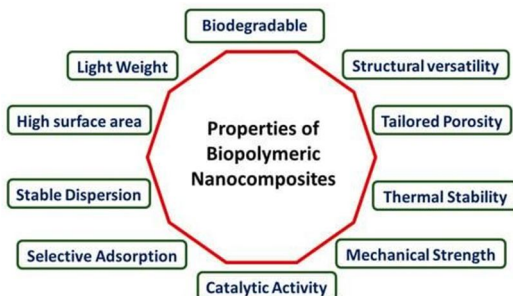 Biodegradable
Light Weight
Structural versatility
High surface area
Tailored Porosity
Properties of
Biopolymeric
Nanocomposites
Stable Dispersion
Thermal Stability
Selective Adsorption
Mechanical Strength
Catalytic Activity